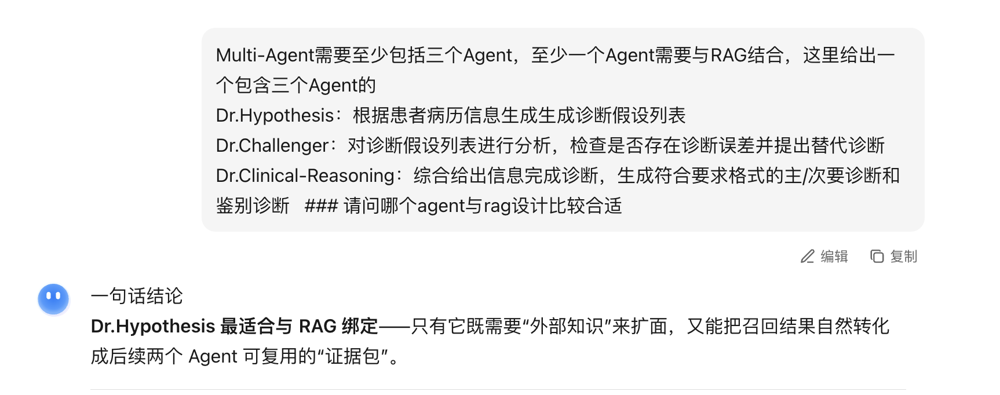 Multi-Agent需要至少包括三个Agent，至少一个Agent需要与RAG结合，这里给出一
个包含三个Agent的
Dr.Hypothesis：根据患者病历信息生成生成诊断假设列表
Dr.Challenger：对诊断假设列表进行分析，检查是否存在诊断误差并提出替代诊断
Dr.Clinical-Reasoning：综合给出信息完成诊断，生成符合要求格式的主/次要诊断和
鉴别诊断   ### 请问哪个agent与rag设计比较合适
编辑 复制
一句话结论
Dr.Hypothesis 最适合与 RAG 绑定——只有它既需要“外部知识”来扩面，又能把召回结果自然转化
成后续两个 Agent 可复用的“证据包”。